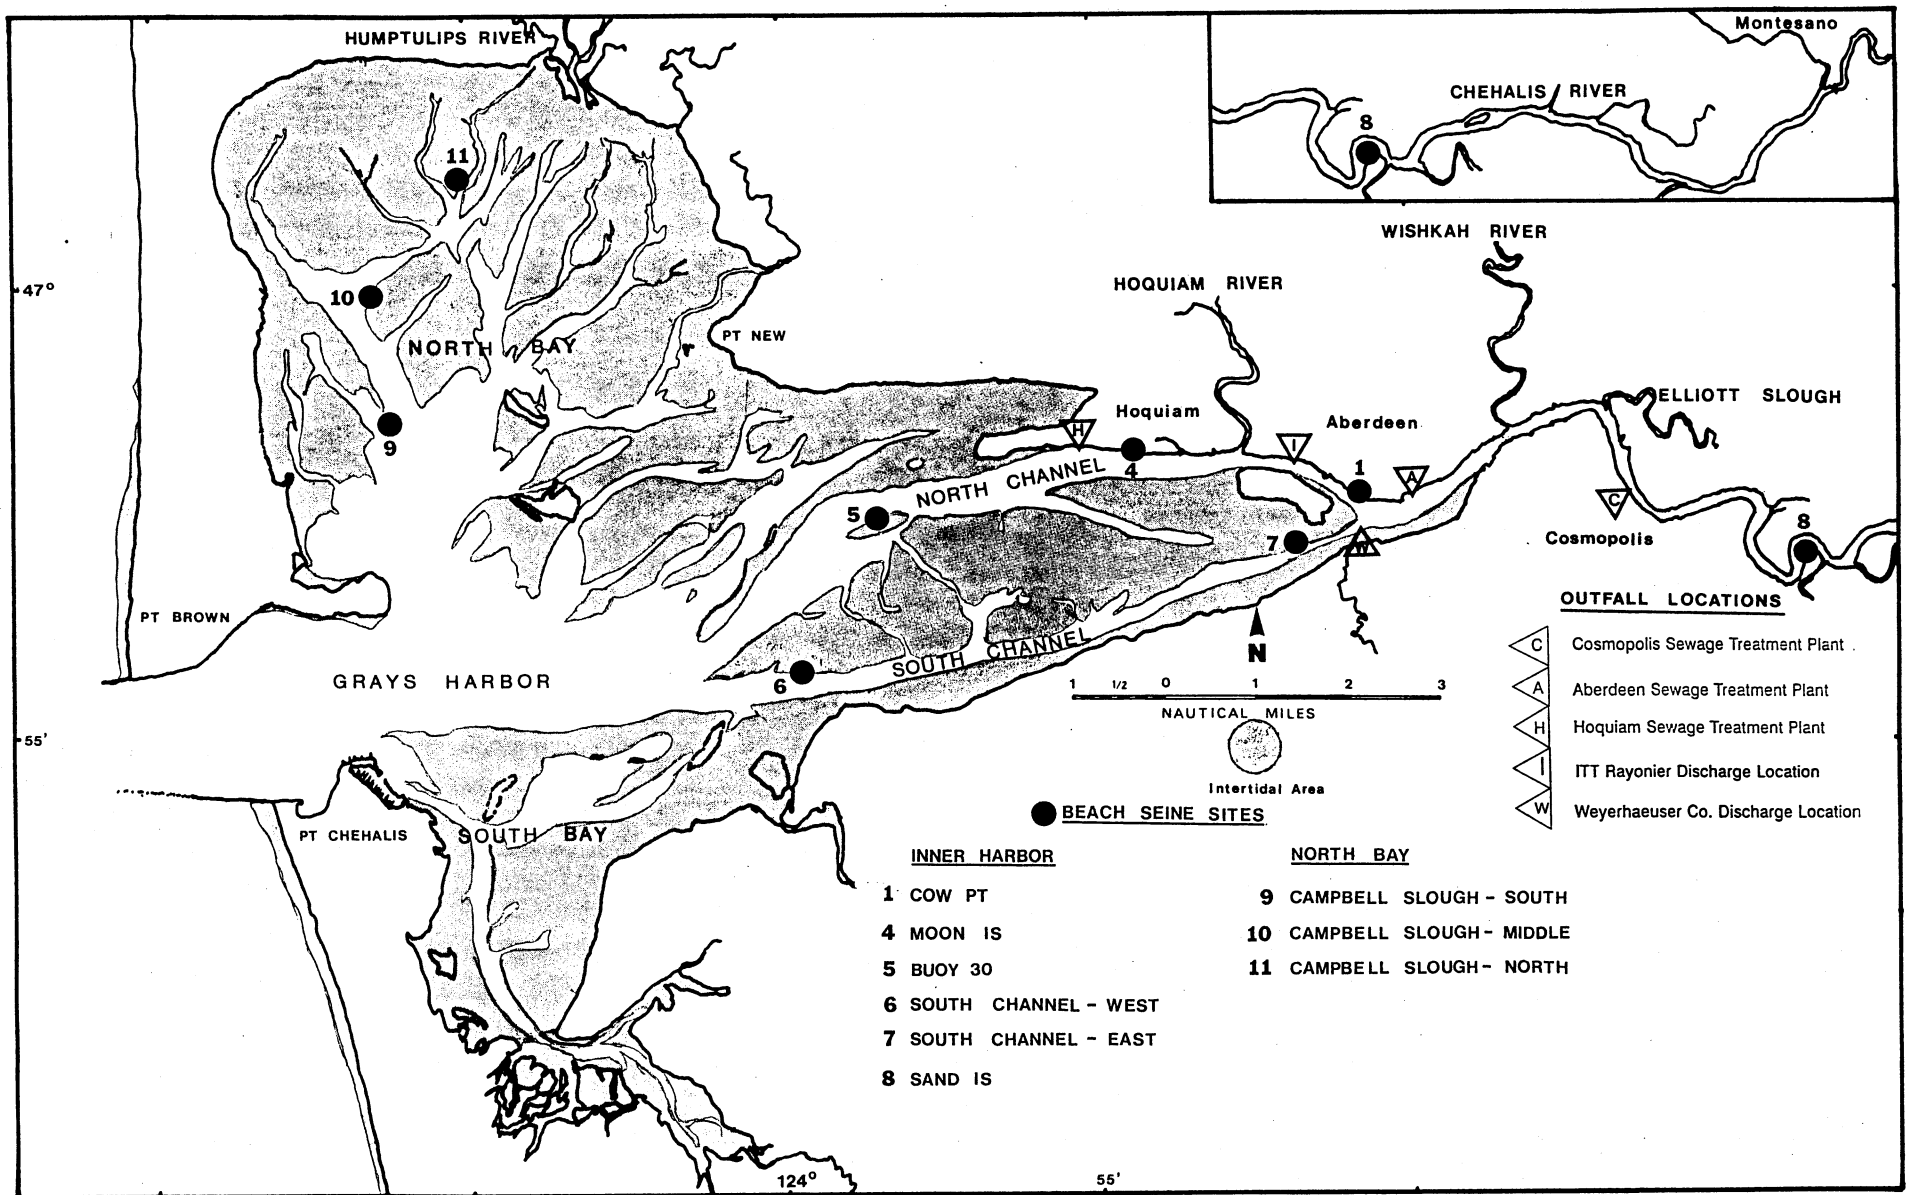 HUMPTULIPS RIVER
Montesano
CHEHALIS RIVER
8
WISHKAH RIVER
HOQUIAM RIVER
47°
11
10
NORTH BAY
PT NEW
9
Hoquiam
Aberdeen
ELLIOTT SLOUGH
H
I
4
1
A
NORTH CHANNEL
5
C
7
W
8
Cosmopolis
PT BROWN
GRAYS HARBOR
6
SOUTH CHANNEL
N
1 1/2 0 1 2 3
NAUTICAL MILES
Intertidal Area
OUTFALL LOCATIONS
C Cosmopolis Sewage Treatment Plant
A Aberdeen Sewage Treatment Plant
H Hoquiam Sewage Treatment Plant
I ITT Rayonier Discharge Location
W Weyerhaeuser Co. Discharge Location
55'
PT CHEHALIS
SOUTH BAY
BEACH SEINE SITES
INNER HARBOR
1 COW PT
4 MOON IS
5 BUOY 30
6 SOUTH CHANNEL - WEST
7 SOUTH CHANNEL - EAST
8 SAND IS
NORTH BAY
9 CAMPBELL SLOUGH - SOUTH
10 CAMPBELL SLOUGH - MIDDLE
11 CAMPBELL SLOUGH - NORTH
124°
55'